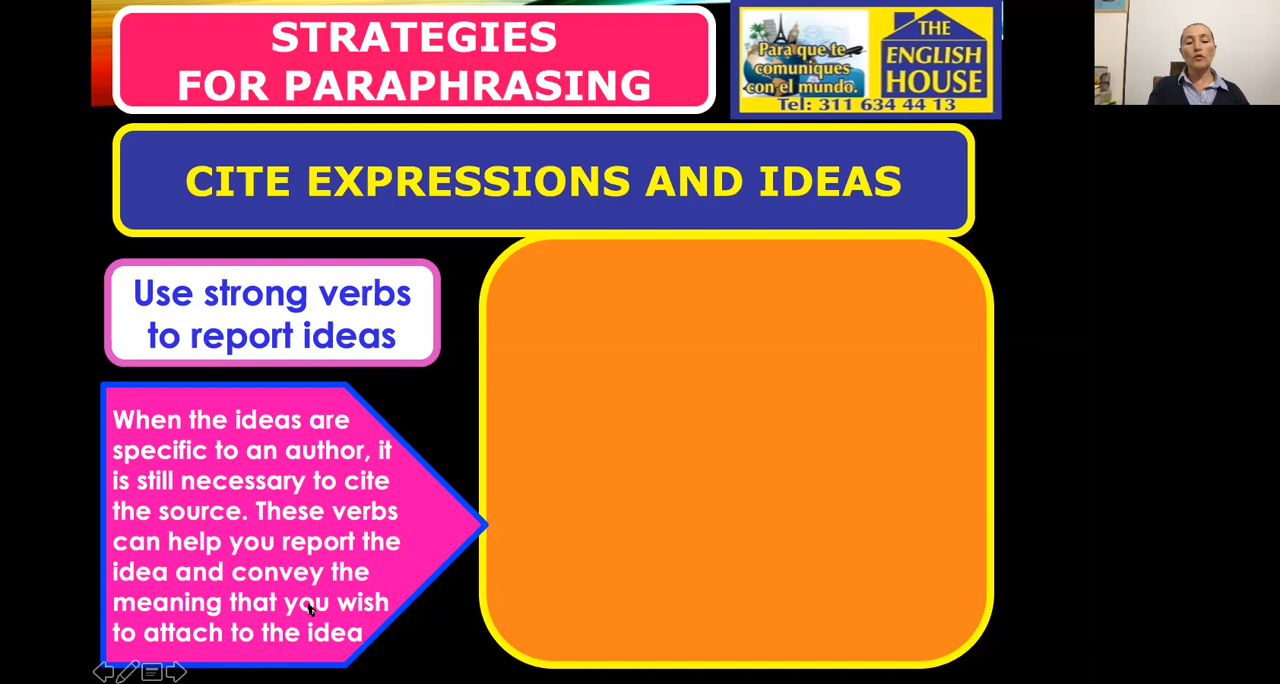 STRATEGIES
FOR PARAPHRASING
Para que te
comuniques
con el mundo.
THE
ENGLISH
HOUSE
Tel: 311 634 44 13
CITE EXPRESSIONS AND IDEAS
Use strong verbs
to report ideas
When the ideas are
specific to an author, it
is still necessary to cite
the source. These verbs
can help you report the
idea and convey the
meaning that you wish
to attach to the idea